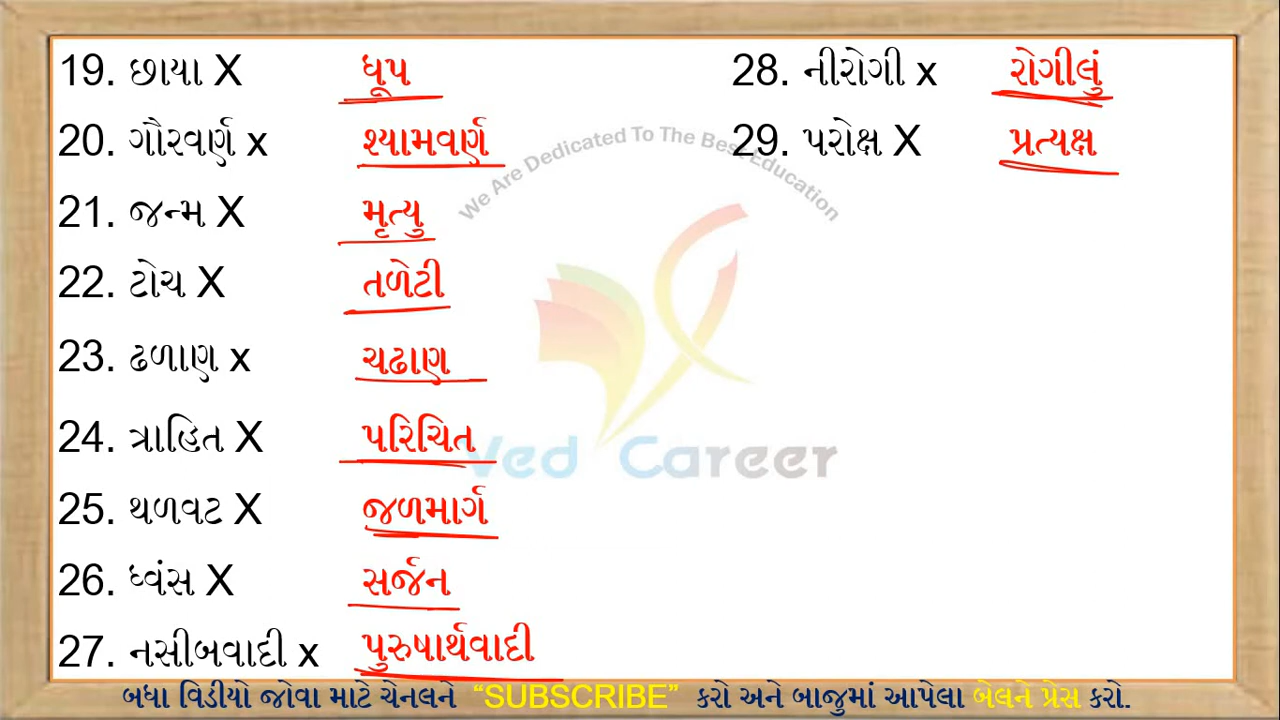 19. છાયા X ધૂપ
20. ગૌરવર્ણ x શ્યામવર્ણ
21. જન્મ X મૃત્યુ
22. ટોચ X તળેટી
23. ઢળાણ x ચઢાણ
24. ત્રાહિત X પરિચિત
25. થળવટ X જળમાર્ગ
26. ધ્વંસ X સર્જન
27. નસીબવાદી x પુરુષાર્થવાદી
28. નીરોગી x રોગીલું
29. પરોક્ષ X પ્રત્યક્ષ
We Are Dedicated To The Best Education
Ved Career
બધા વિડીયો જોવા માટે ચેનલને “SUBSCRIBE” કરો અને બાજુમાં આપેલા બેલને પ્રેસ કરો.